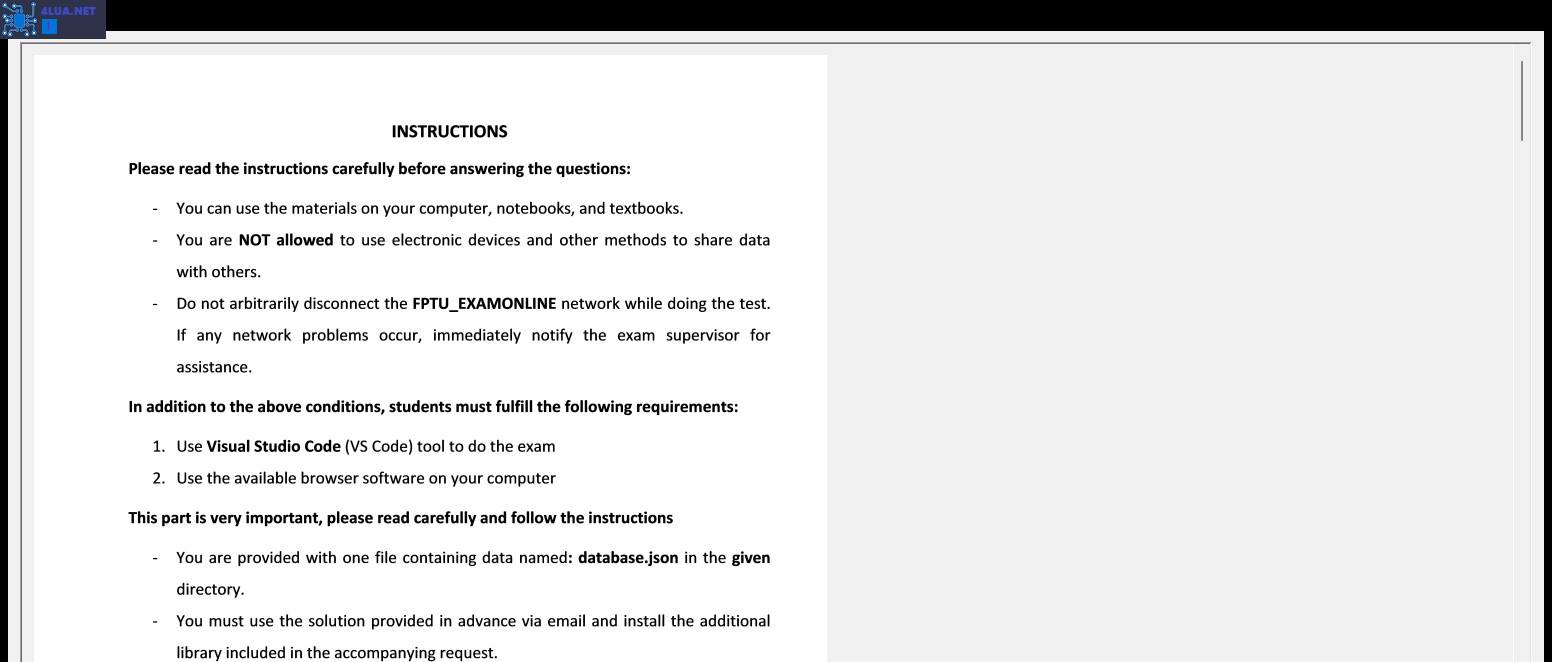 4LUA.NET
INSTRUCTIONS
Please read the instructions carefully before answering the questions:
- You can use the materials on your computer, notebooks, and textbooks.
- You are NOT allowed to use electronic devices and other methods to share data
with others.
- Do not arbitrarily disconnect the FPTU_EXAMONLINE network while doing the test.
If any network problems occur, immediately notify the exam supervisor for
assistance.
In addition to the above conditions, students must fulfill the following requirements:
1. Use Visual Studio Code (VS Code) tool to do the exam
2. Use the available browser software on your computer
This part is very important, please read carefully and follow the instructions
- You are provided with one file containing data named: database.json in the given
directory.
- You must use the solution provided in advance via email and install the additional
library included in the accompanying request.